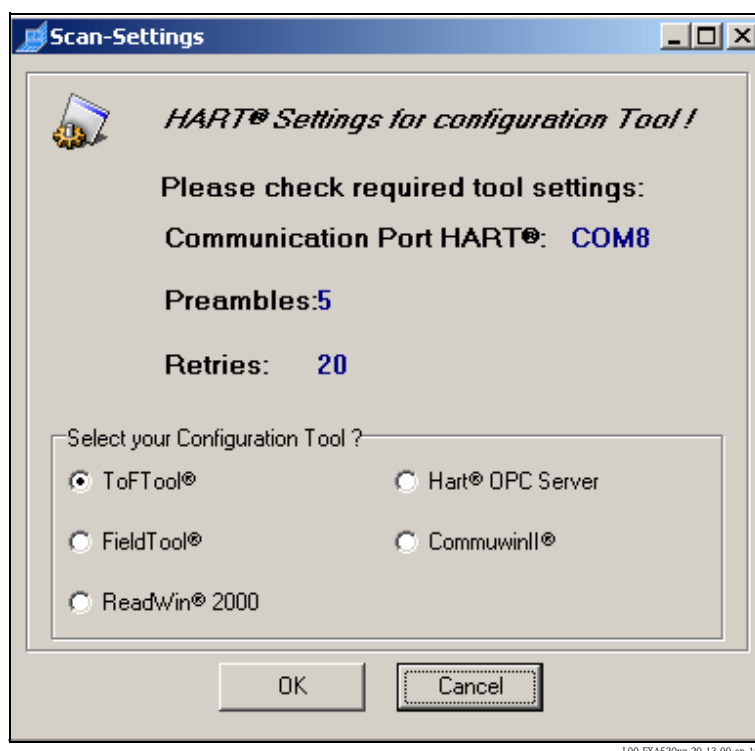 Scan-Settings
HART® Settings for configuration Tool !
Please check required tool settings:
Communication Port HART®: COM8
Preambles:5
Retries: 20
Select your Configuration Tool ?
ToFTool®
Hart® OPC Server
FieldTool®
CommuwinII®
ReadWin® 2000
OK
Cancel